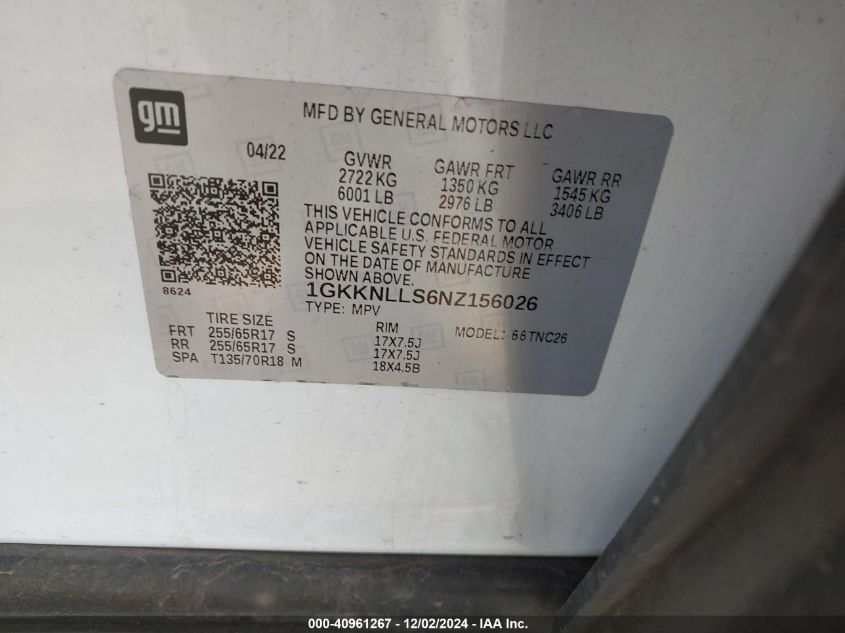 gm
MFD BY GENERAL MOTORS LLC
04/22
GVWR GAWR FRT GAWR RR
2722 KG 1350 KG 1545 KG
6001 LB 2976 LB 3406 LB
THIS VEHICLE CONFORMS TO ALL
APPLICABLE U.S. FEDERAL MOTOR
VEHICLE SAFETY STANDARDS IN EFFECT
ON THE DATE OF MANUFACTURE
SHOWN ABOVE.
8624
1GKKNLLS6NZ156026
TYPE: MPV
TIRE SIZE RIM MODEL: 66TNC26
FRT 255/65R17 S 17X7.5J
RR 255/65R17 S 17X7.5J
SPA T135/70R18 M 18X4.5B
000-40961267 - 12/02/2024 - IAA Inc.